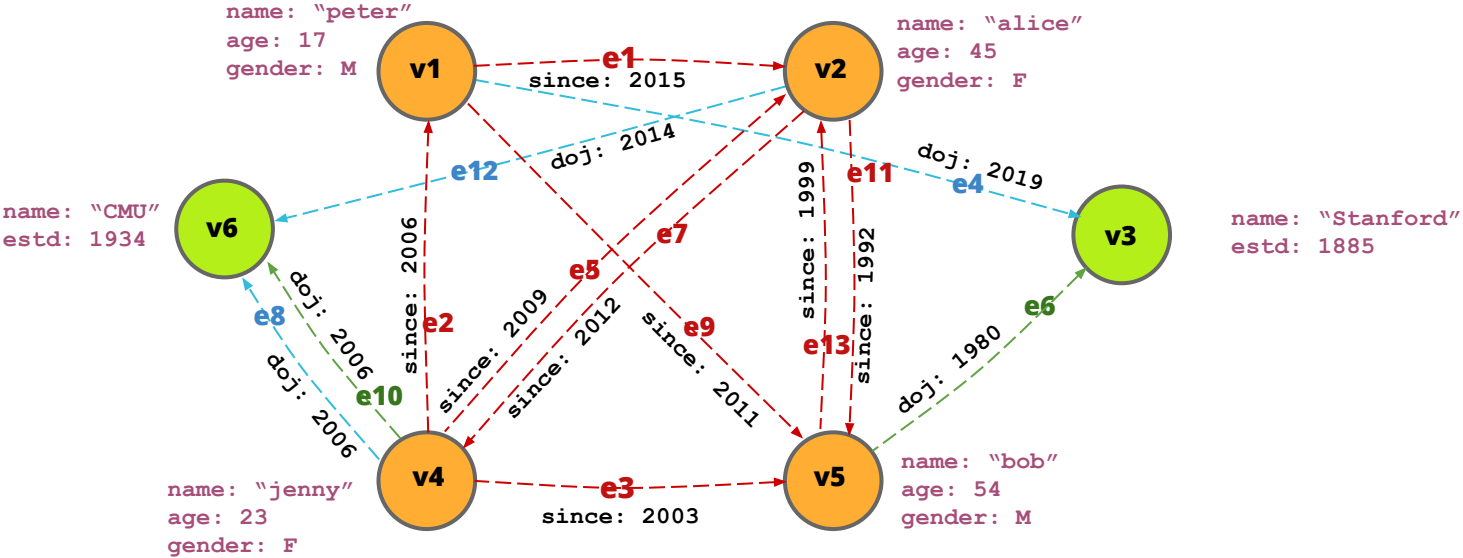 name: “peter”
age: 17
gender: M
v1
e1
since: 2015
v2
name: “alice”
age: 45
gender: F
doj: 2014
e12
doj: 2019
e4
e11
since: 1999
name: “CMU”
estd: 1934
v6
v3
name: “Stanford”
estd: 1885
since: 2006
e7
e5
since: 1992
e8
doj: 2006
e2
since: 2009
since: 2012
e9
since: 2011
e13
e6
doj: 1980
doj: 2006
e10
v4
e3
since: 2003
v5
name: “bob”
age: 54
gender: M
name: “jenny”
age: 23
gender: F